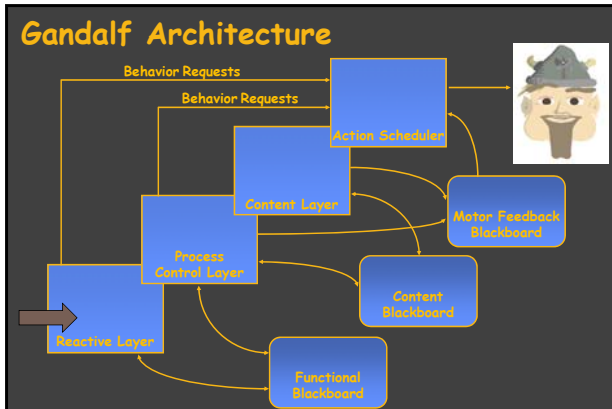 Gandalf Architecture
Behavior Requests
Behavior Requests
Action Scheduler
Content Layer
Motor Feedback
Blackboard
Process
Control Layer
Content
Blackboard
Reactive Layer
Functional
Blackboard